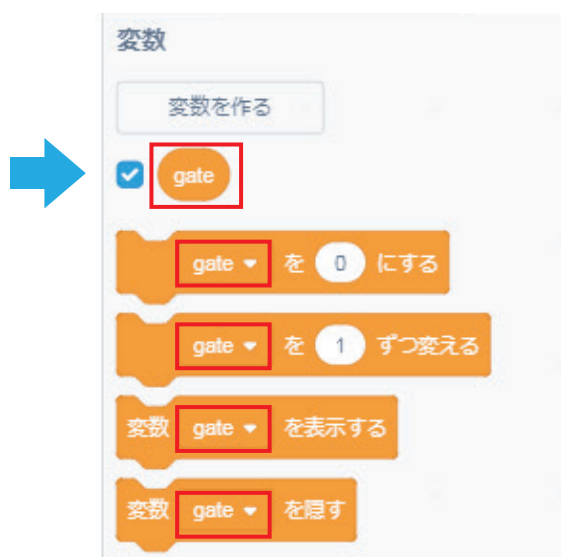 変数
変数を作る
gate
gate を 0 にする
gate を 1 ずつ変える
変数 gate を表示する
変数 gate を隠す